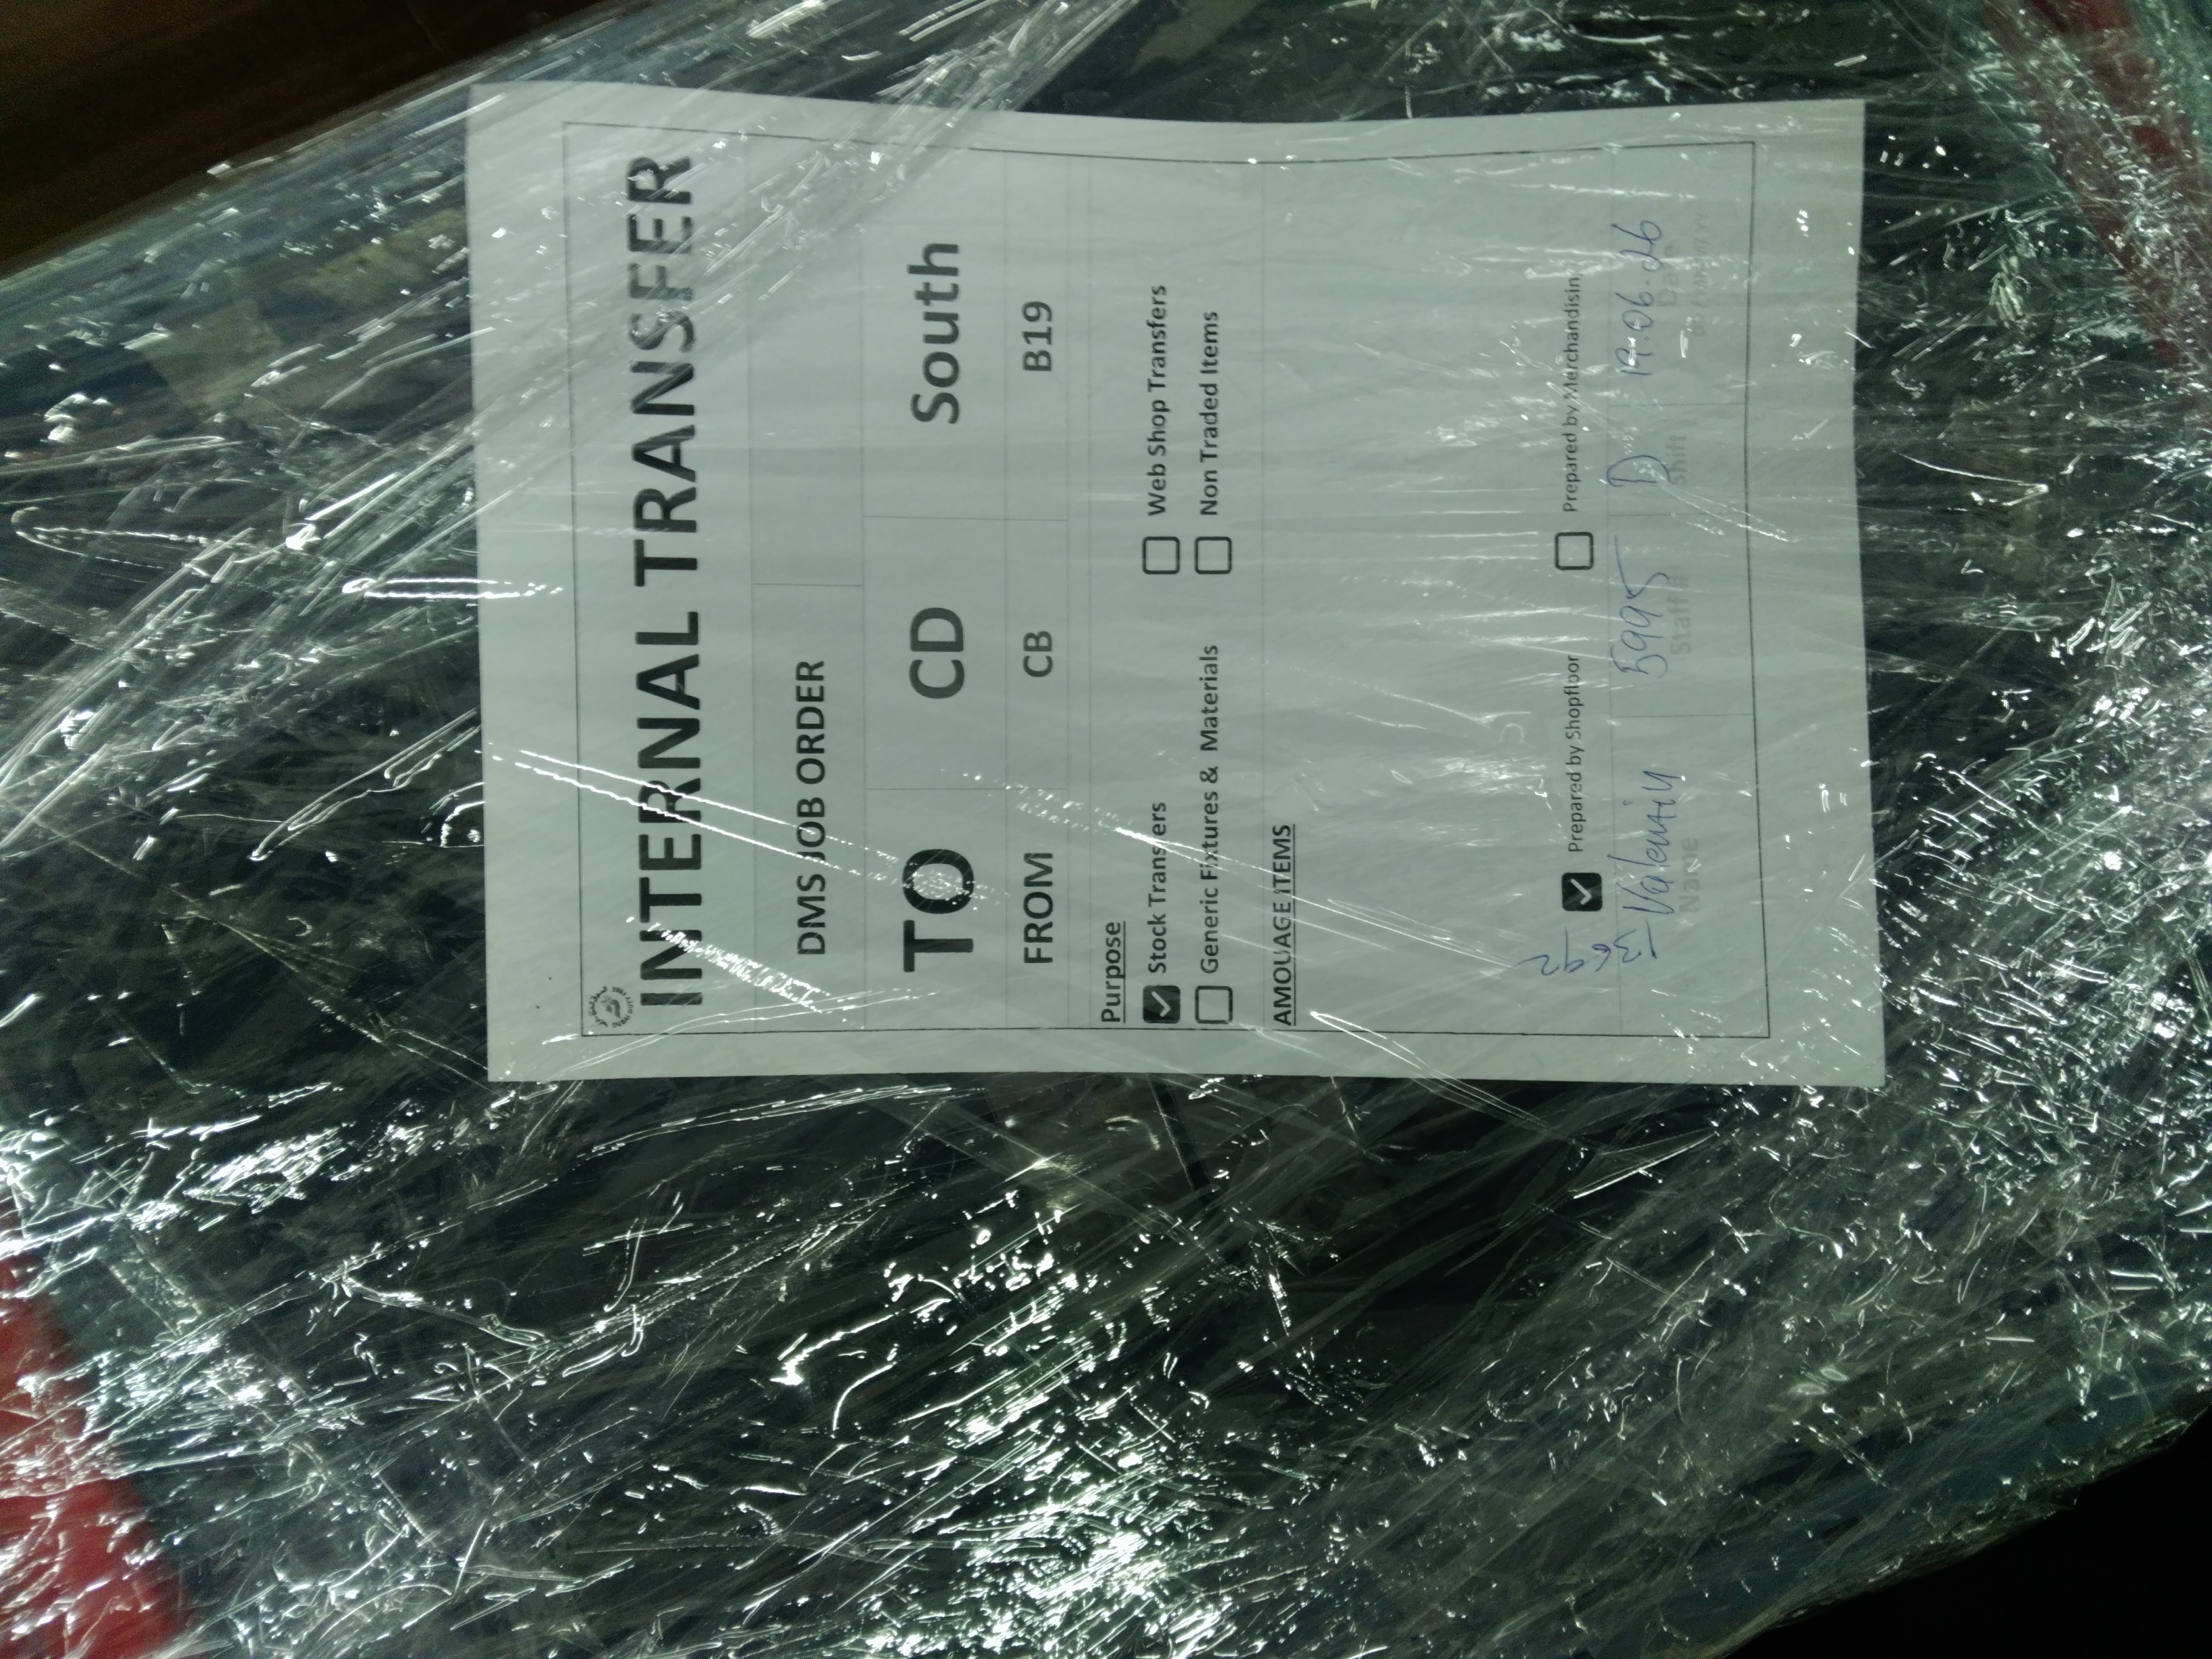 INTERNAL TRANSFER
DMS JOB ORDER
TO CD South
FROM CB B19
Purpose
Stock Transfers Web Shop Transfers
Generic Fixtures & Materials Non Traded Items
AMOUAGE ITEMS
Prepared by Shopfloor Prepared by Merchandisin
Valentin 5995 D 19.06.26
Name Staff # Shift Date